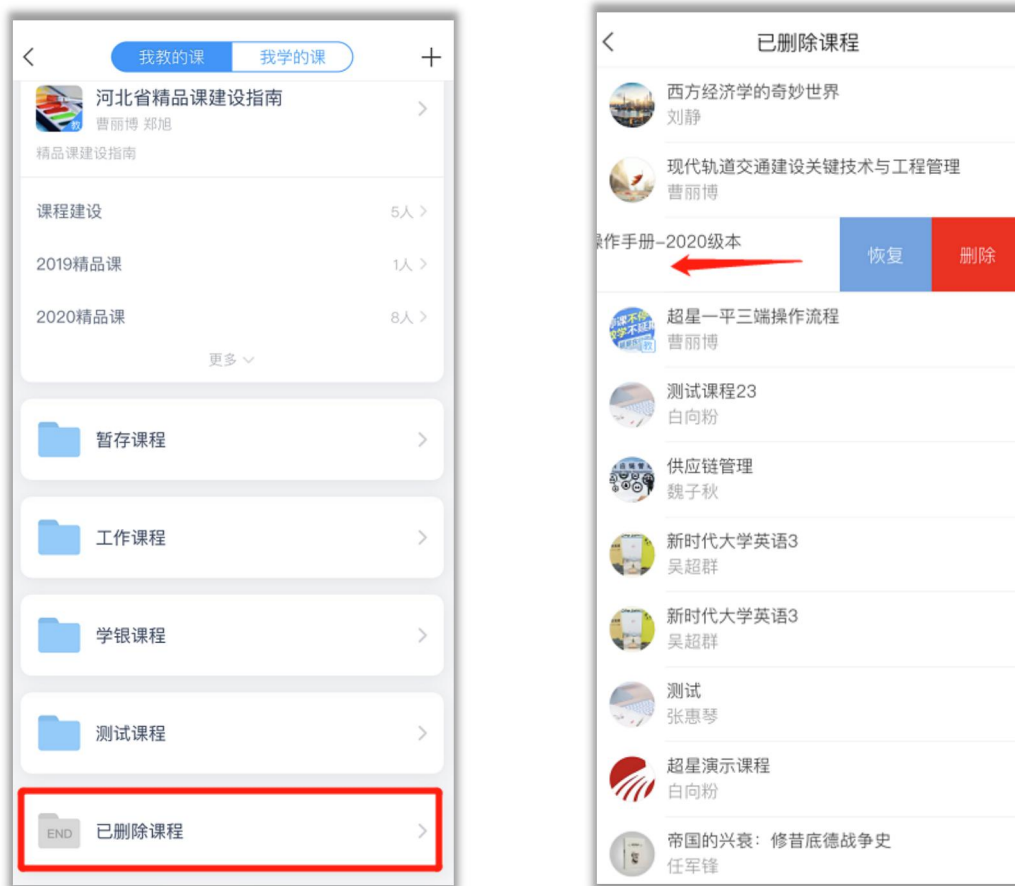 我教的课 我学的课
河北省精品课建设指南
教
曹丽博 郑旭
精品课建设指南
课程建设 5人
2019精品课 1人
2020精品课 8人
更多
暂存课程
工作课程
学银课程
测试课程
END 已删除课程
已删除课程
西方经济学的奇妙世界
刘静
现代轨道交通建设关键技术与工程管理
曹丽博
操作手册-2020级本
恢复 删除
超星一平三端操作流程
曹丽博
测试课程23
白向粉
供应链管理
魏子秋
新时代大学英语3
吴超群
新时代大学英语3
吴超群
测试
张惠琴
超星演示课程
白向粉
帝国的兴衰：修昔底德战争史
任军锋